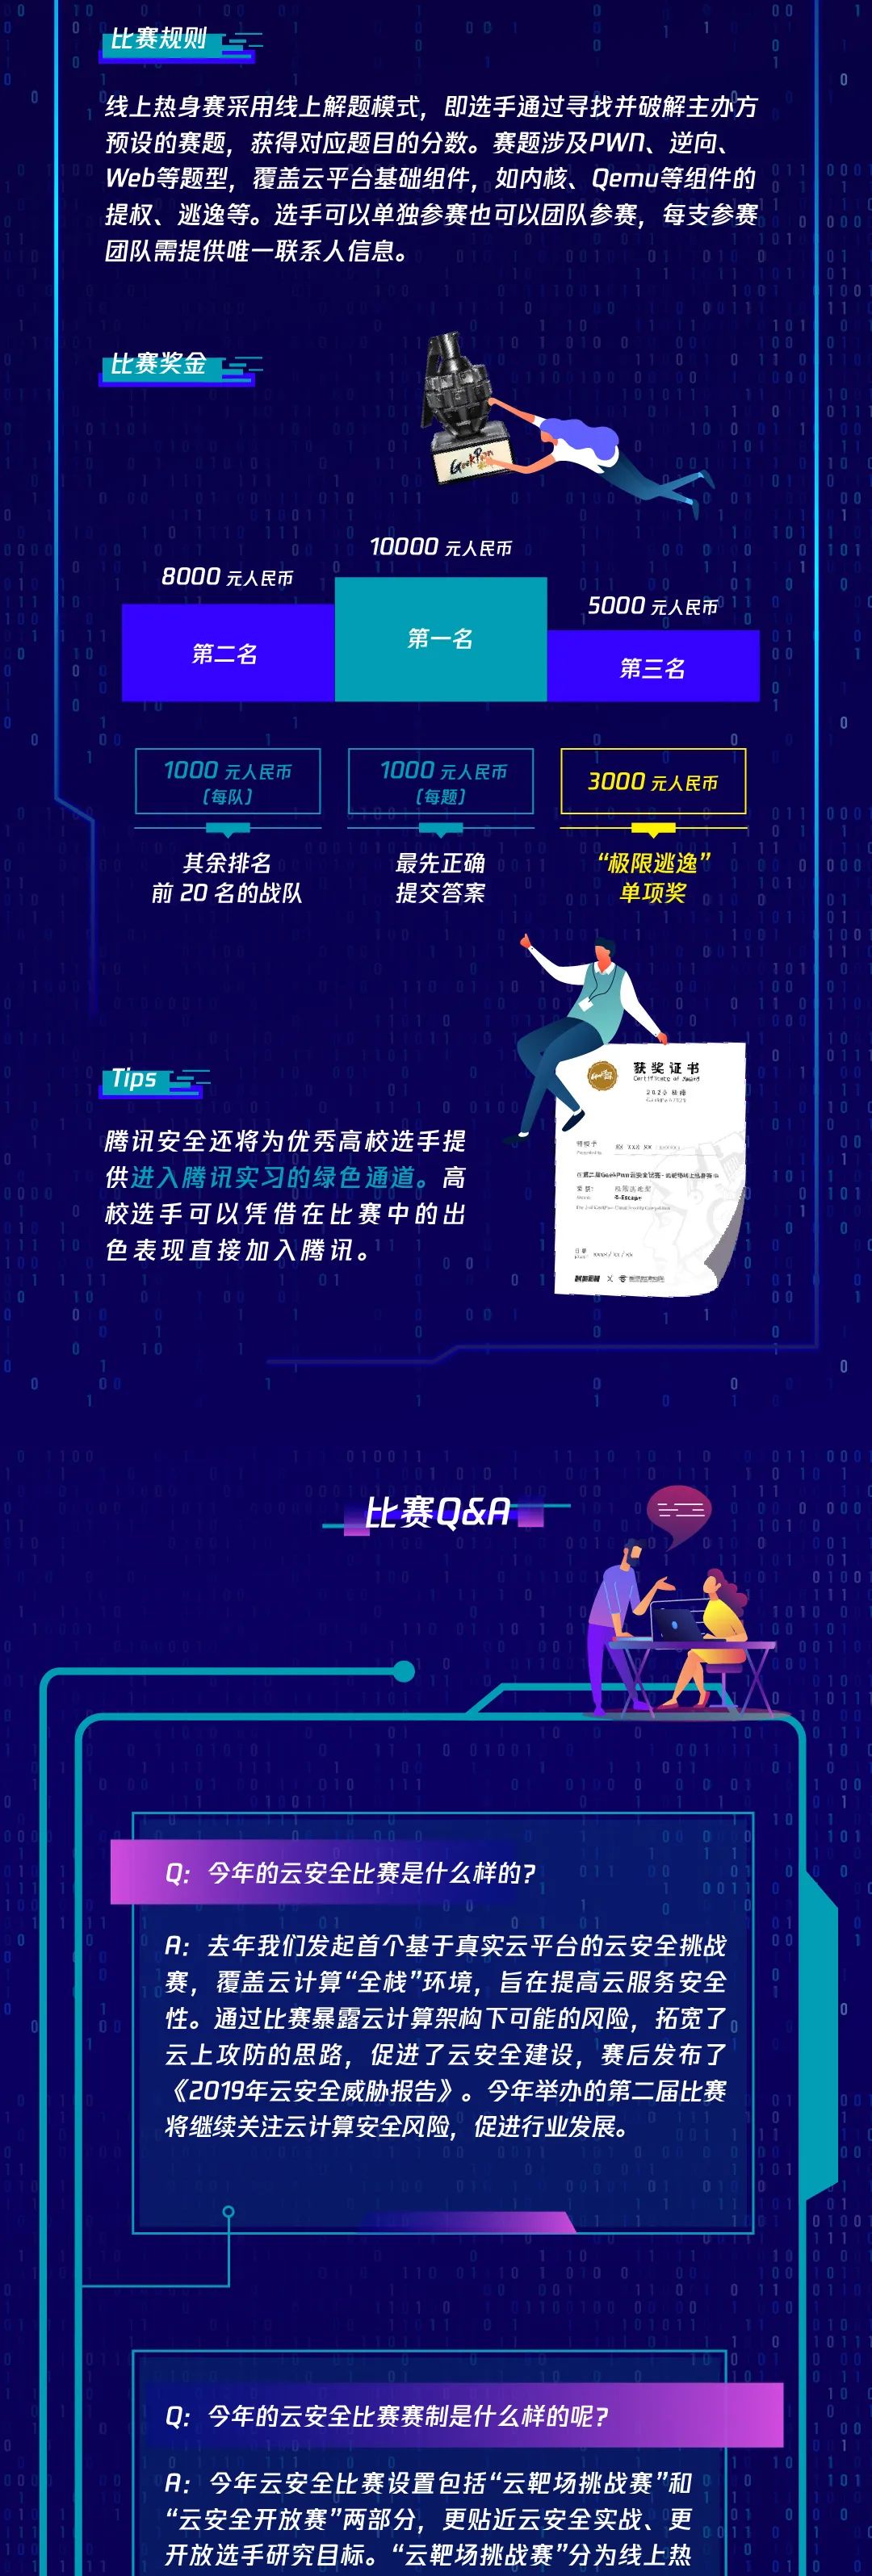 比赛规则
线上热身赛采用线上解题模式，即选手通过寻找并破解主办方
预设的赛题，获得对应题目的分数。赛题涉及PWN、逆向、
Web等题型，覆盖云平台基础组件，如内核、Qemu等组件的
提权、逃逸等。选手可以单独参赛也可以团队参赛，每支参赛
团队需提供唯一联系人信息。
比赛奖金
GeekPwn
10000 元人民币
8000 元人民币
5000 元人民币
第一名
第二名
第三名
1000 元人民币
（每队）
1000 元人民币
（每题）
3000 元人民币
其余排名
前 20 名的战队
最先正确
提交答案
“极限逃逸”
单项奖
获奖证书
Certificate of Award
Tips
腾讯安全还将为优秀高校选手提
供进入腾讯实习的绿色通道。高
校选手可以凭借在比赛中的出
色表现直接加入腾讯。
比赛Q&A
Q：今年的云安全比赛是什么样的？
A：去年我们发起首个基于真实云平台的云安全挑战
赛，覆盖云计算“全栈”环境，旨在提高云服务安全
性。通过比赛暴露云计算架构下可能的风险，拓宽了
云上攻防的思路，促进了云安全建设，赛后发布了
《2019年云安全威胁报告》。今年举办的第二届比赛
将继续关注云计算安全风险，促进行业发展。
Q：今年的云安全比赛赛制是什么样的呢？
A：今年云安全比赛设置包括“云靶场挑战赛”和
“云安全开放赛”两部分，更贴近云安全实战、更
开放选手研究目标。“云靶场挑战赛”分为线上热